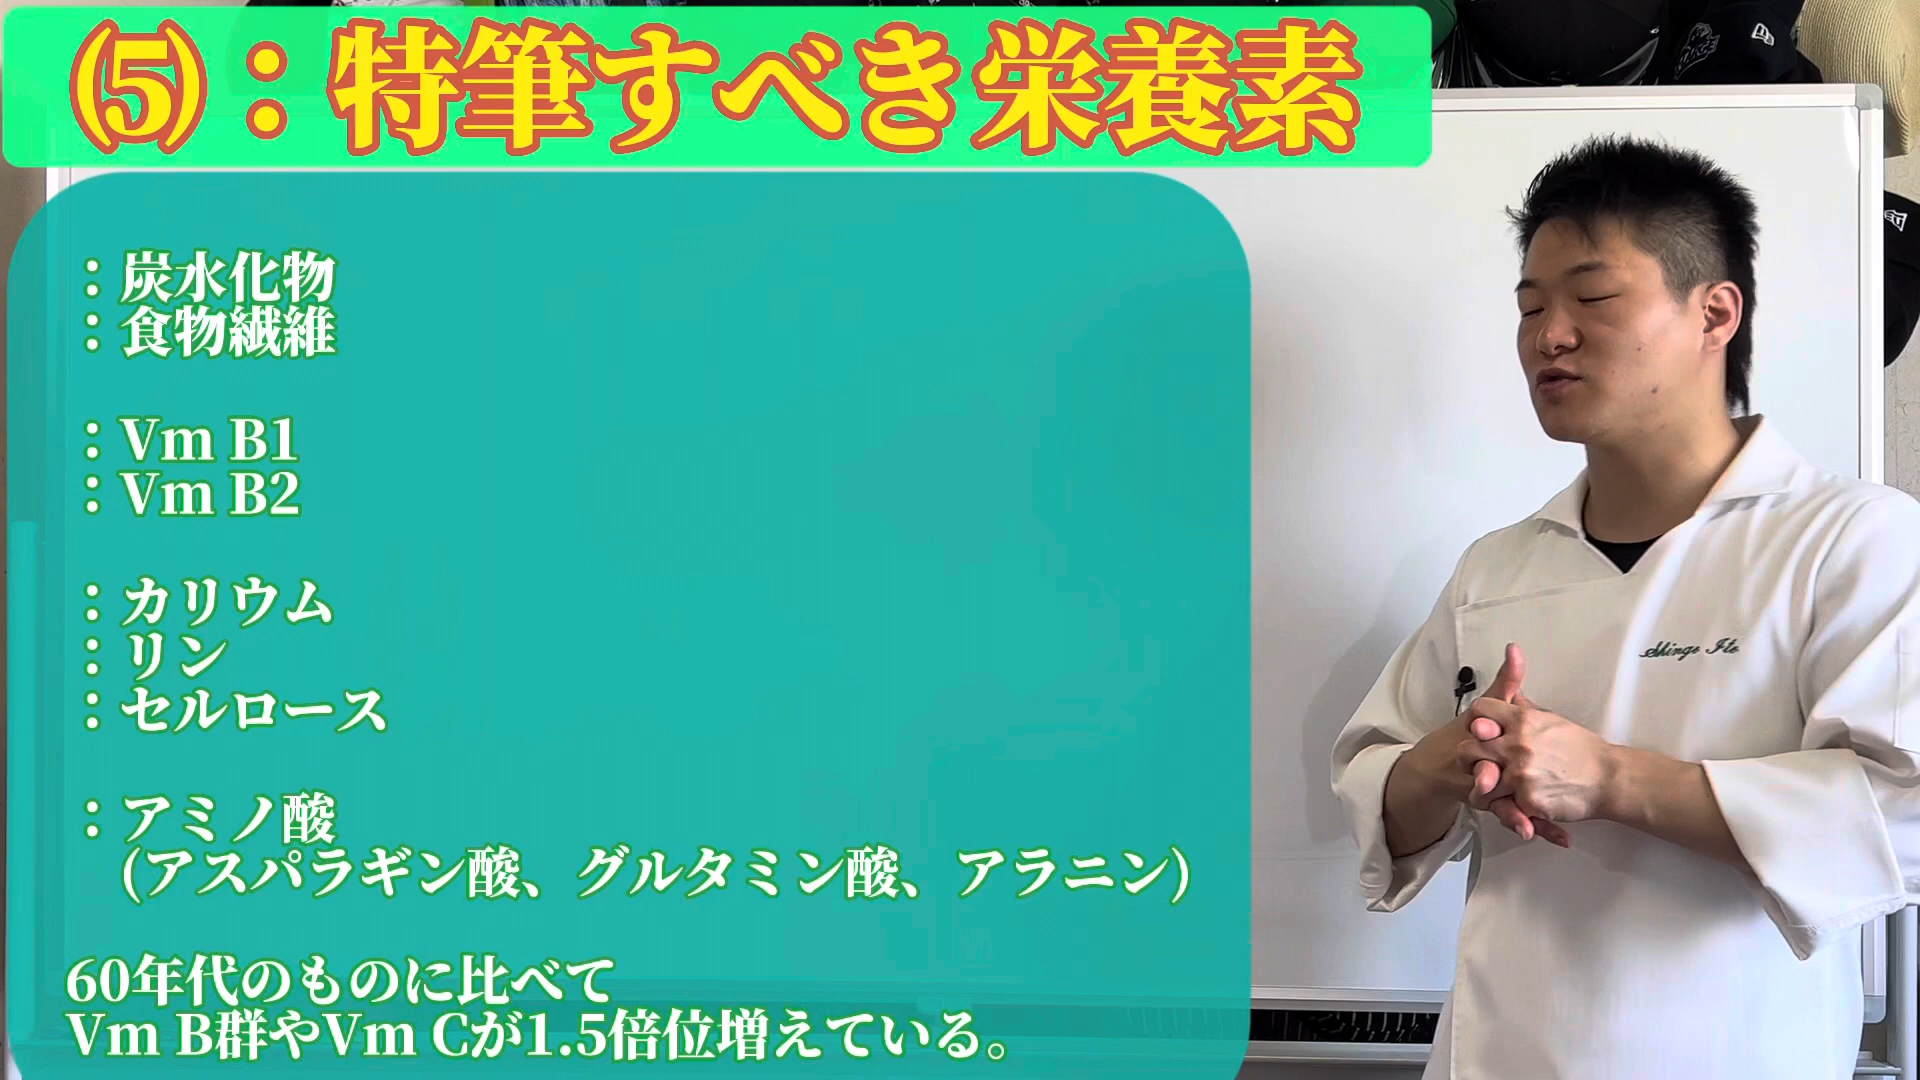 (5)：特筆すべき栄養素
：炭水化物
：食物繊維
：Vm B1
：Vm B2
：カリウム
：リン
：セルロース
：アミノ酸
(アスパラギン酸、グルタミン酸、アラニン)
60年代のものに比べて
Vm B群やVm Cが1.5倍位増えている。
Shingo Ito